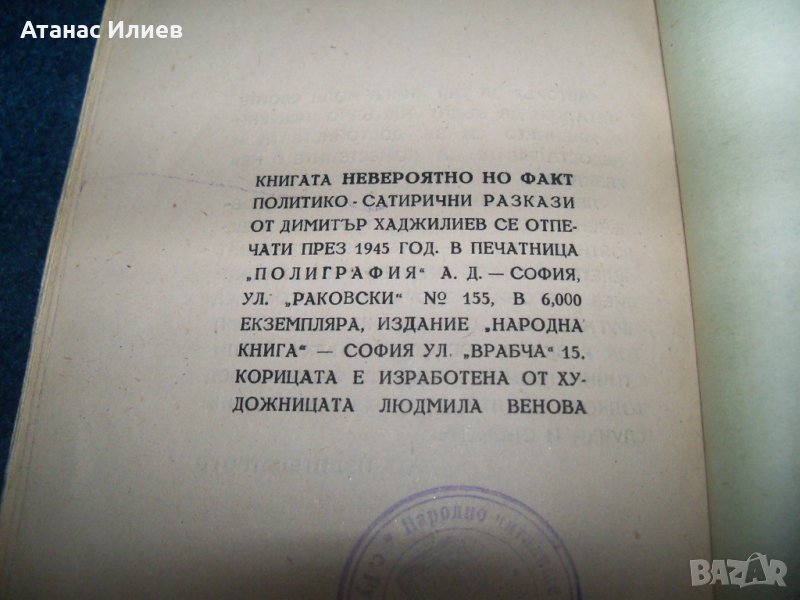 Атанас Илиев
КНИГАТА НЕВЕРОЯТНО НО ФАКТ
ПОЛИТИКО - САТИРИЧНИ РАЗКАЗИ
ОТ ДИМИТЪР ХАДЖИЛИЕВ СЕ ОТПЕ-
ЧАТИ ПРЕЗ 1945 ГОД. В ПЕЧАТНИЦА
„ПОЛИГРАФИЯ“ А. Д. — СОФИЯ,
УЛ. „РАКОВСКИ“ № 155, В 6,000
ЕКЗЕМПЛЯРА, ИЗДАНИЕ „НАРОДНА
КНИГА“ — СОФИЯ УЛ. „ВРАБЧА“ 15.
КОРИЦАТА Е ИЗРАБОТЕНА ОТ ХУ-
ДОЖНИЦАТА ЛЮДМИЛА ВЕНОВА
Народно читалище
BAZAR